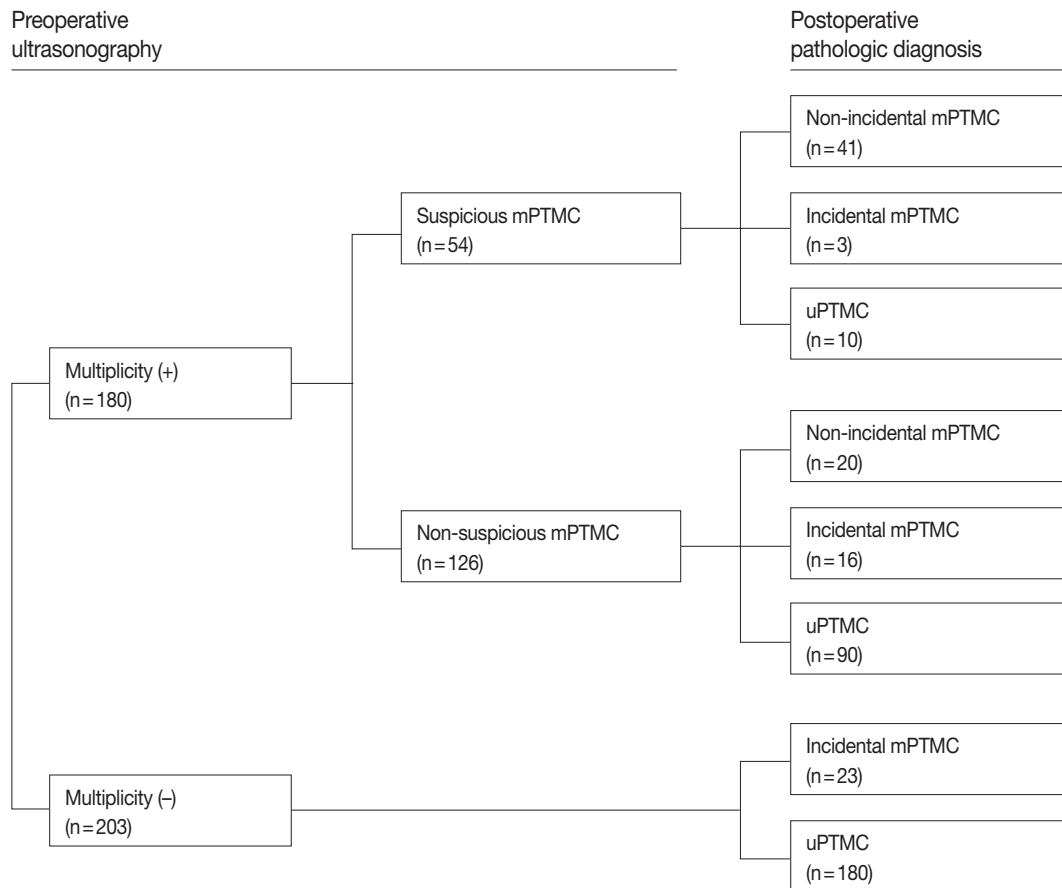 Preoperative
ultrasonography
Postoperative
pathologic diagnosis
Non-incidental mPTMC
(n=41)
Suspicious mPTMC
(n=54)
Incidental mPTMC
(n=3)
uPTMC
(n=10)
Multiplicity (+)
(n=180)
Non-incidental mPTMC
(n=20)
Non-suspicious mPTMC
(n=126)
Incidental mPTMC
(n=16)
uPTMC
(n=90)
Incidental mPTMC
(n=23)
Multiplicity (–)
(n=203)
uPTMC
(n=180)